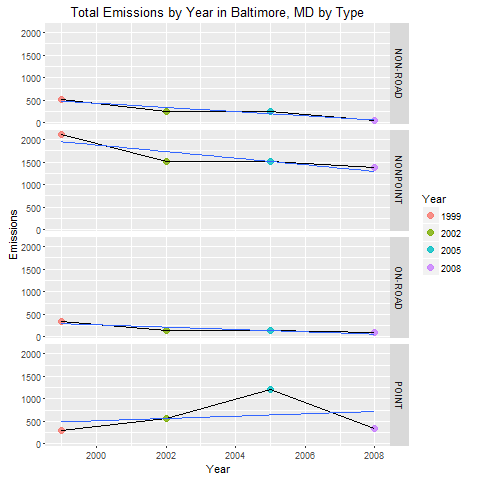 Total Emissions by Year in Baltimore, MD by Type
2000
1500
1000
500
0
NON-ROAD
2000
1500
1000
500
0
NONPOINT
2000
1500
1000
500
0
ON-ROAD
2000
1500
1000
500
0
POINT
Emissions
2000 2002 2004 2006 2008
Year
Year
1999
2002
2005
2008